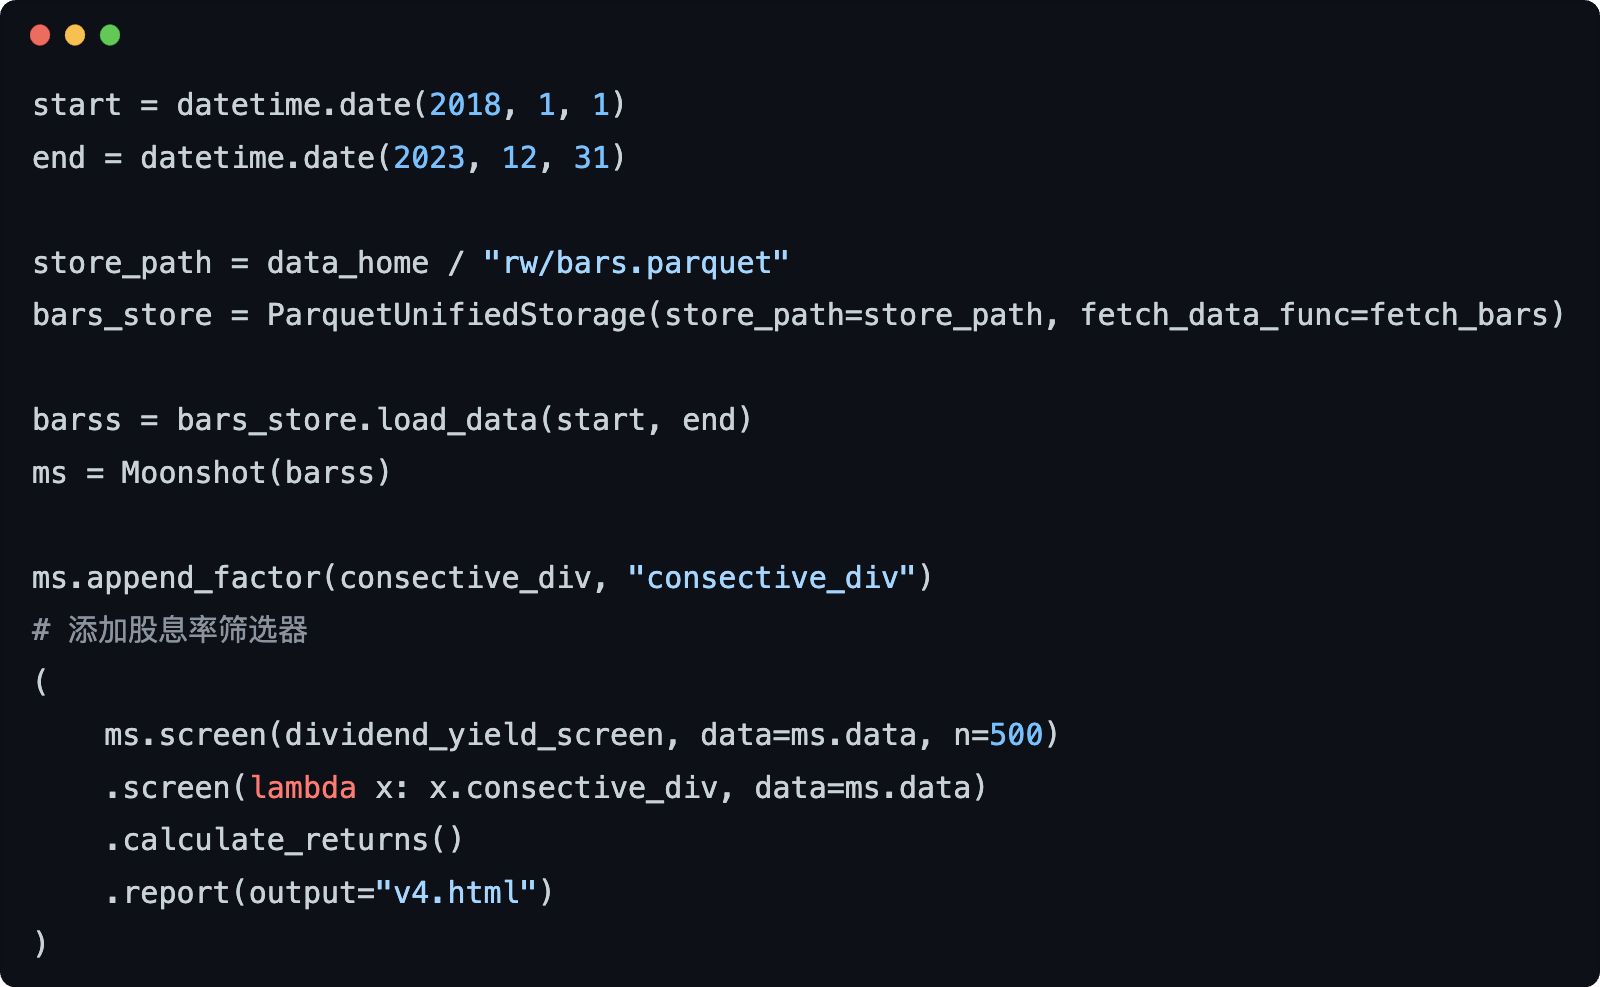 start = datetime.date(2018, 1, 1)
end = datetime.date(2023, 12, 31)
store_path = data_home / "rw/bars.parquet"
bars_store = ParquetUnifiedStorage(store_path=store_path, fetch_data_func=fetch_bars)
barss = bars_store.load_data(start, end)
ms = Moonshot(barss)
ms.append_factor(consective_div, "consective_div")
# 添加股息率筛选器
(
    ms.screen(dividend_yield_screen, data=ms.data, n=500)
    .screen(lambda x: x.consective_div, data=ms.data)
    .calculate_returns()
    .report(output="v4.html")
)